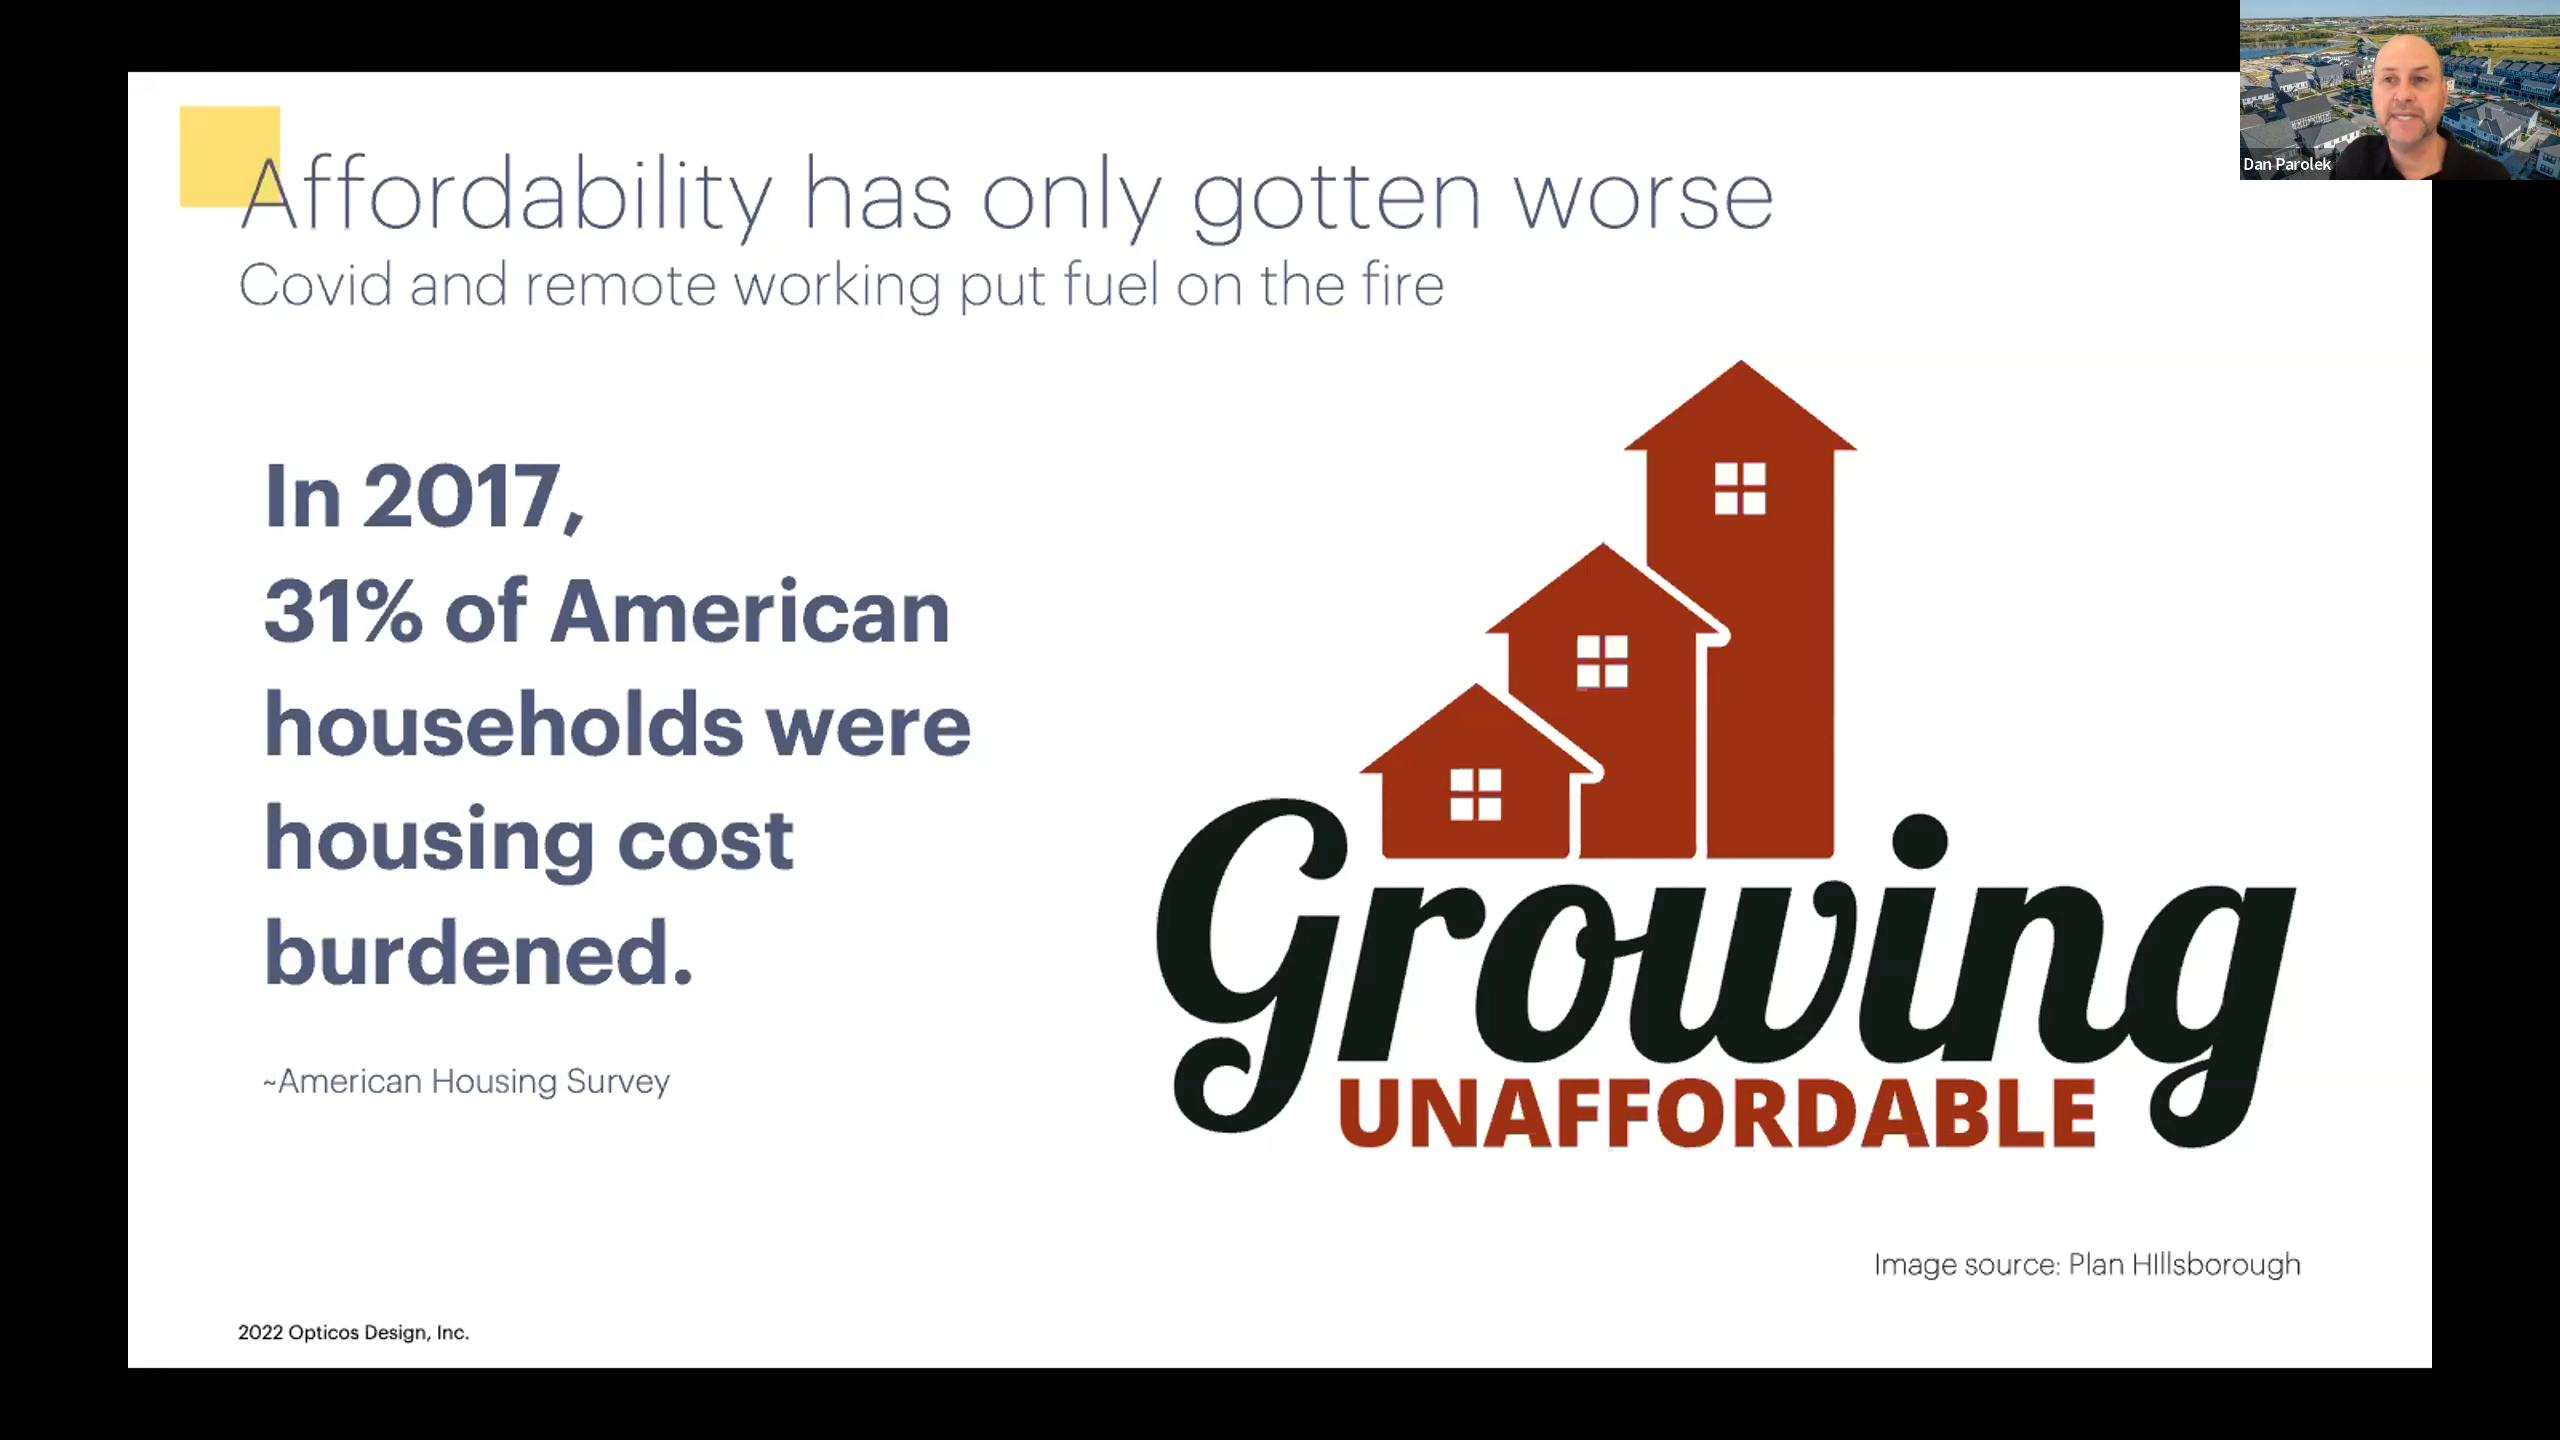 Dan Parolek
Affordability has only gotten worse
Covid and remote working put fuel on the fire
In 2017,
31% of American
households were
housing cost
burdened.
~American Housing Survey
Growing
UNAFFORDABLE
Image source: Plan HIllsborough
2022 Opticos Design, Inc.